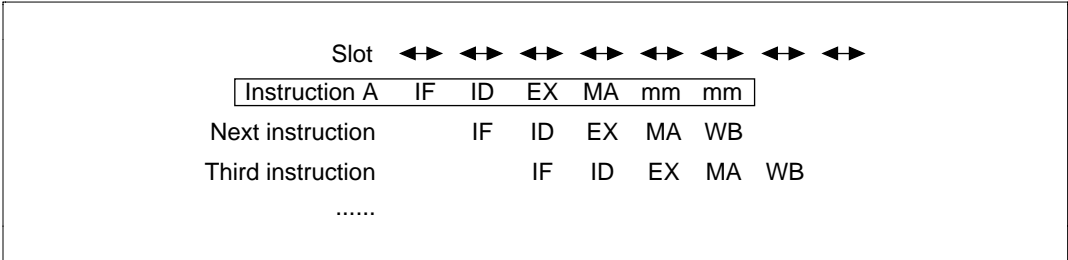 Slot
Instruction A IF ID EX MA mm mm
Next instruction IF ID EX MA WB
Third instruction IF ID EX MA WB
......